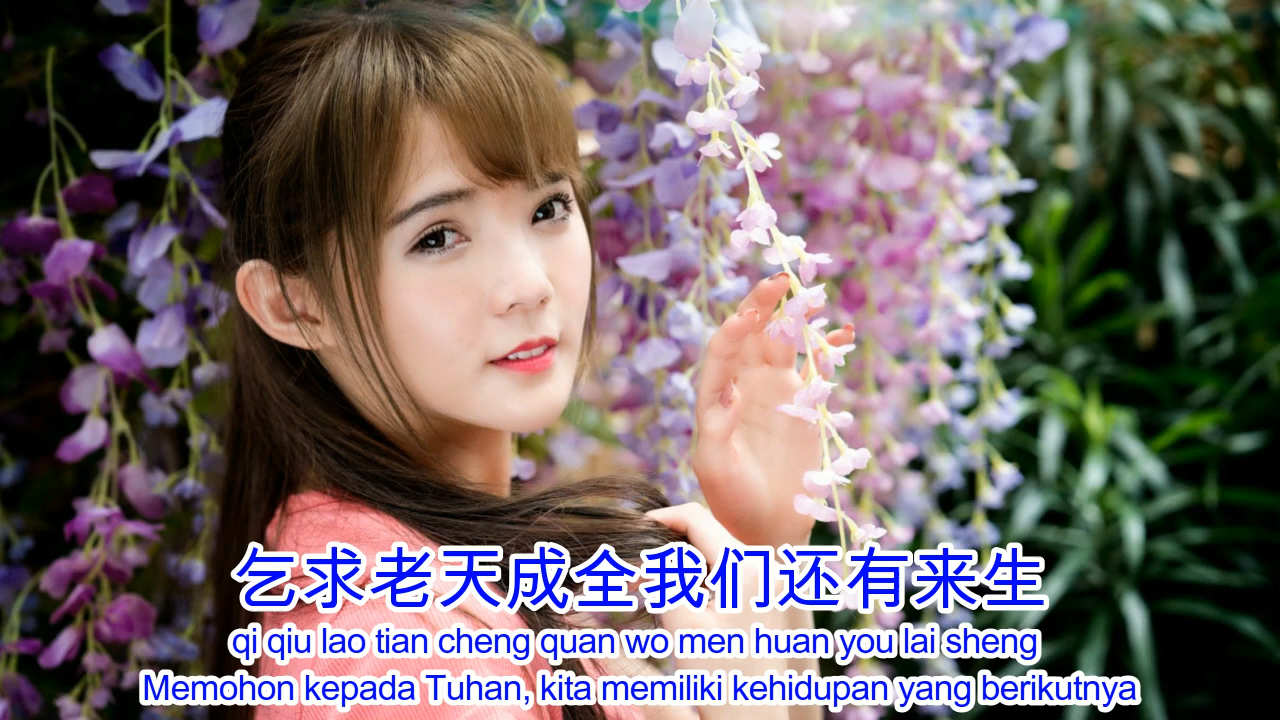 乞求老天成全我们还有来生
qi qiu lao tian cheng quan wo men huan you lai sheng
Memohon kepada Tuhan, kita memiliki kehidupan yang berikutnya